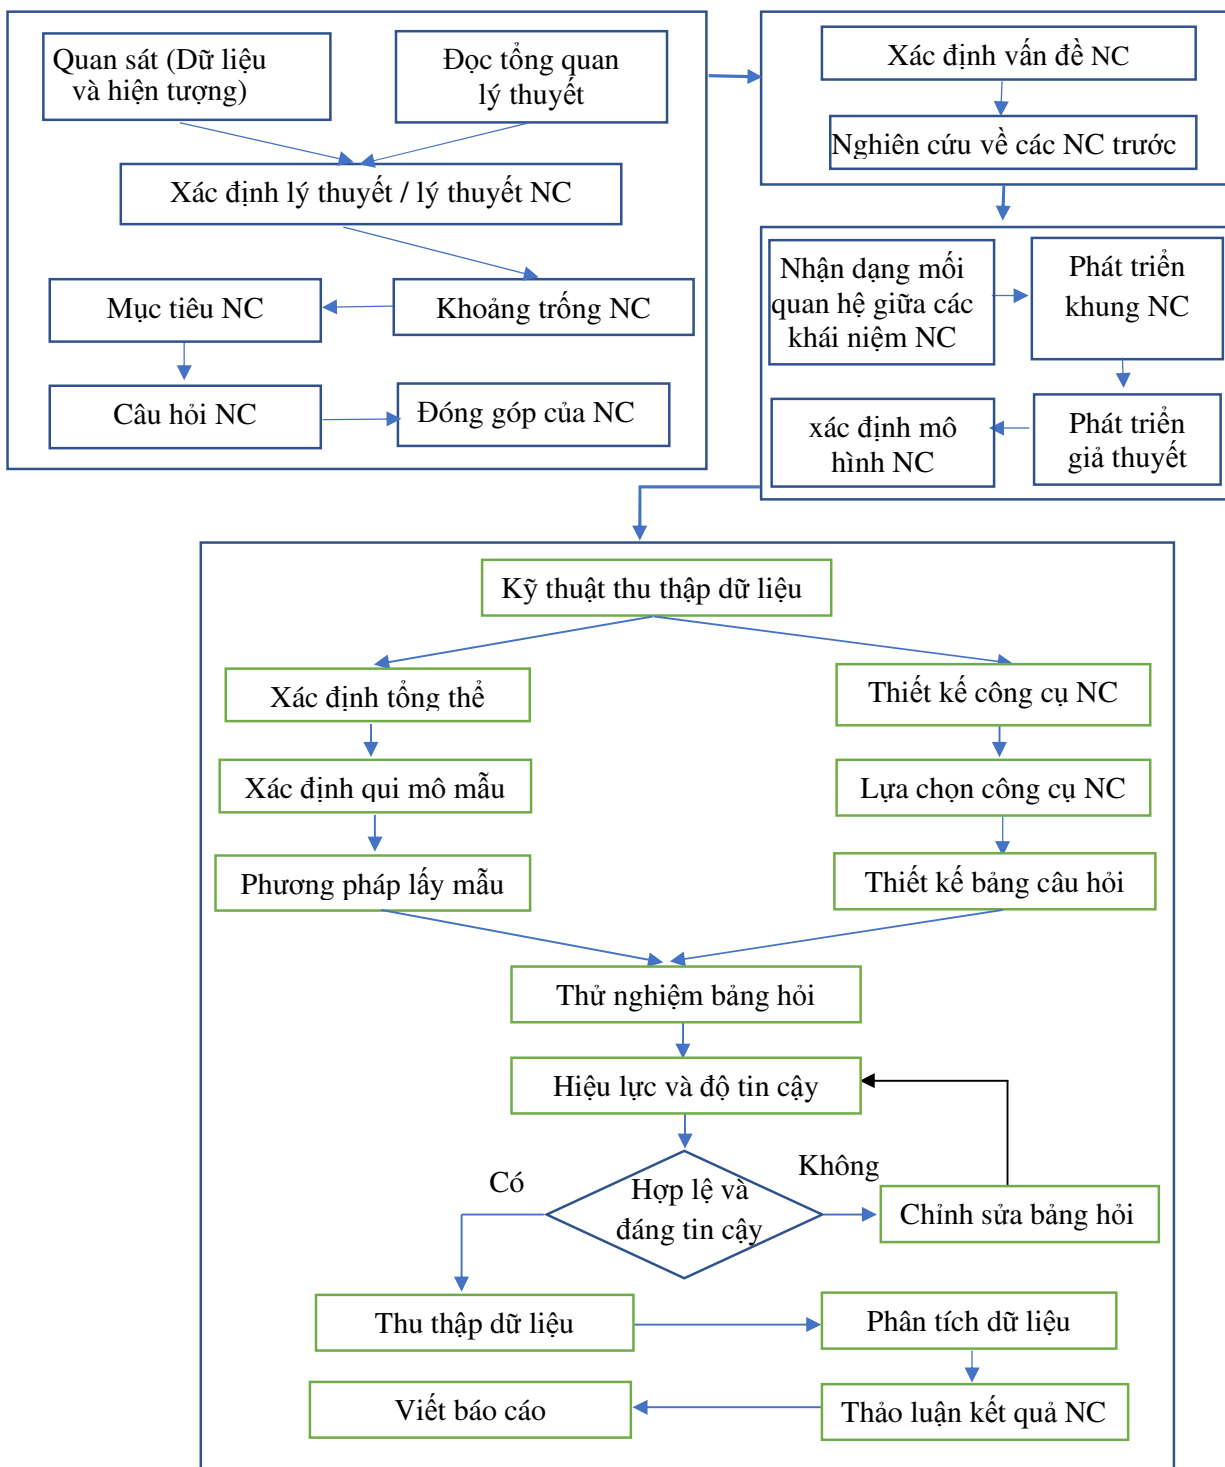 Quan sát (Dữ liệu
và hiện tượng)
Đọc tổng quan
lý thuyết
Xác định lý thuyết / lý thuyết NC
Mục tiêu NC
Khoảng trống NC
Câu hỏi NC
Đóng góp của NC
Xác định vấn đề NC
Nghiên cứu về các NC trước
Nhận dạng mối
quan hệ giữa các
khái niệm NC
Phát triển
khung NC
xác định mô
hình NC
Phát triển
giả thuyết
Kỹ thuật thu thập dữ liệu
Xác định tổng thể
Thiết kế công cụ NC
Xác định qui mô mẫu
Lựa chọn công cụ NC
Phương pháp lấy mẫu
Thiết kế bảng câu hỏi
Thử nghiệm bảng hỏi
Hiệu lực và độ tin cậy
Có
Không
Hợp lệ và
đáng tin cậy
Chỉnh sửa bảng hỏi
Thu thập dữ liệu
Phân tích dữ liệu
Viết báo cáo
Thảo luận kết quả NC